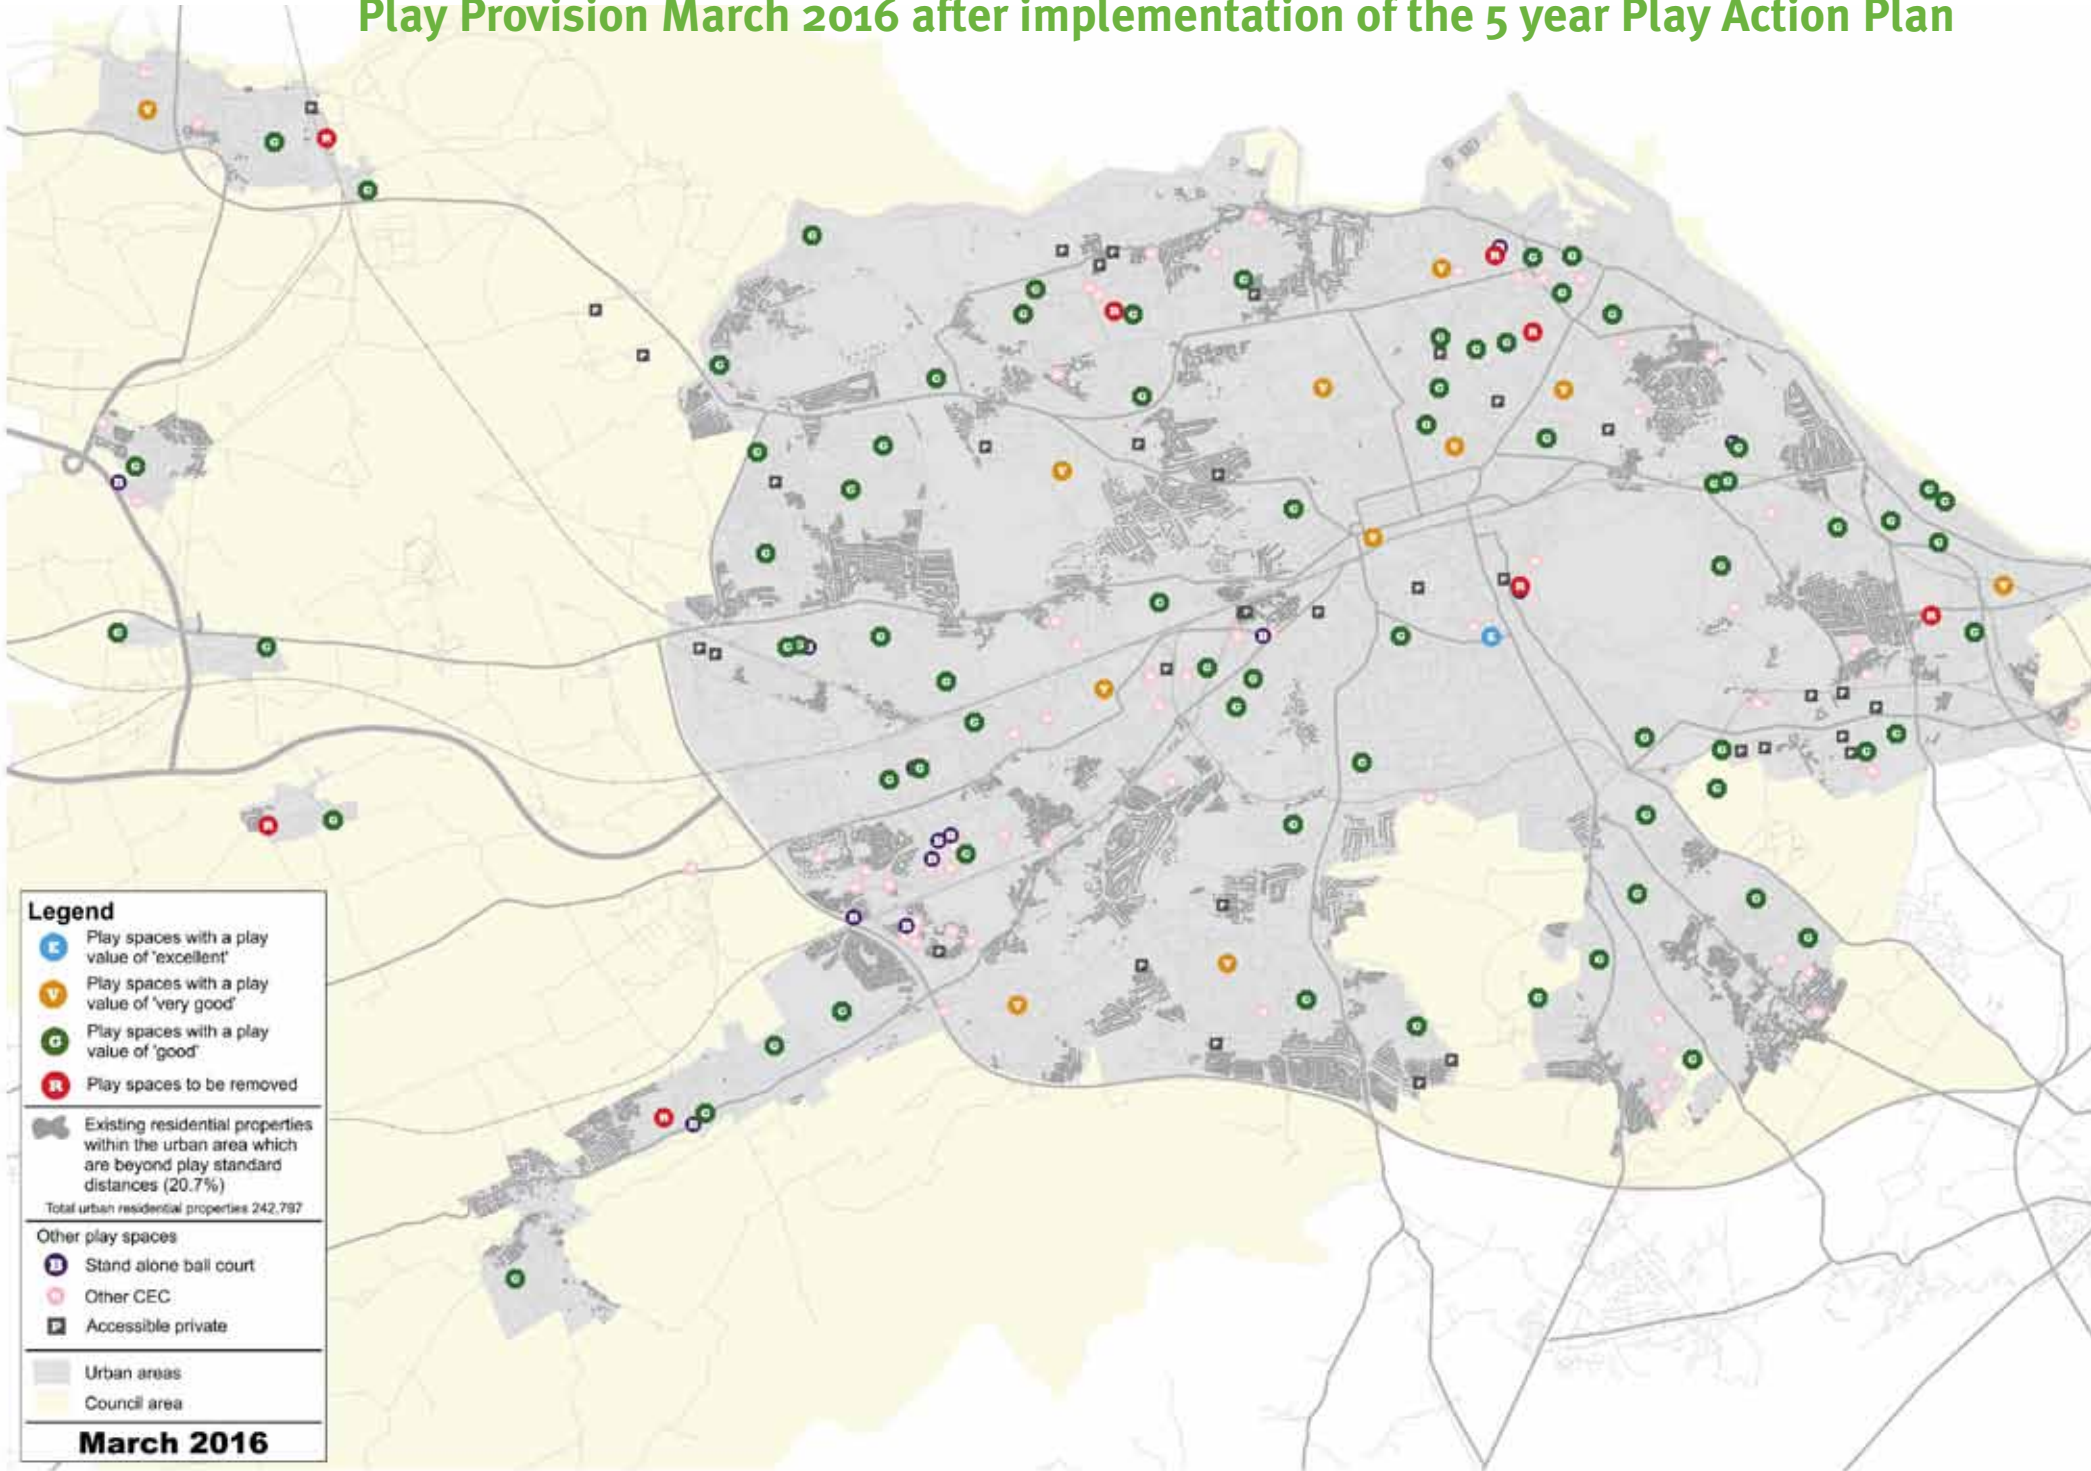 Play Provision March 2016 after implementation of the 5 year Play Action Plan
Legend
E
Play spaces with a play
value of 'excellent'
V
Play spaces with a play
value of 'very good'
G
Play spaces with a play
value of 'good'
R
Play spaces to be removed
Existing residential properties
within the urban area which
are beyond play standard
distances (20.7%)
Total urban residential properties 242,797
Other play spaces
B
Stand alone ball court
Other CEC
P
Accessible private
Urban areas
Council area
March 2016